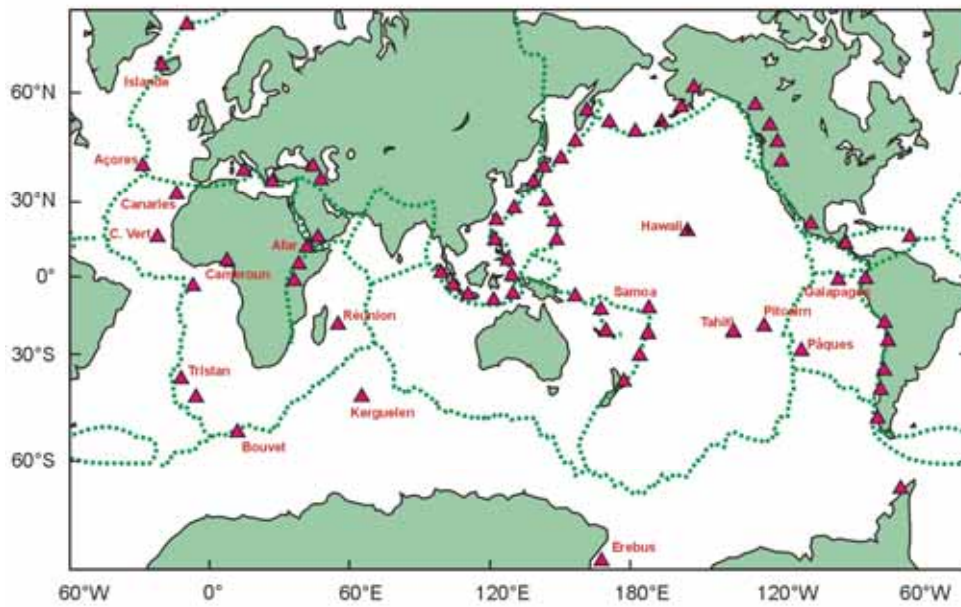 Islande
60°N
Açores
30°N
Canaries
C. Vert
Hawaii
Afar
0°
Cameroun
Samoa
Galapagos
Réunion
Tahiti
Pitcairn
30°S
Pâques
Tristan
Kerguelen
Bouvet
60°S
Erebus
60°W
0°
60°E
120°E
180°E
120°W
60°W